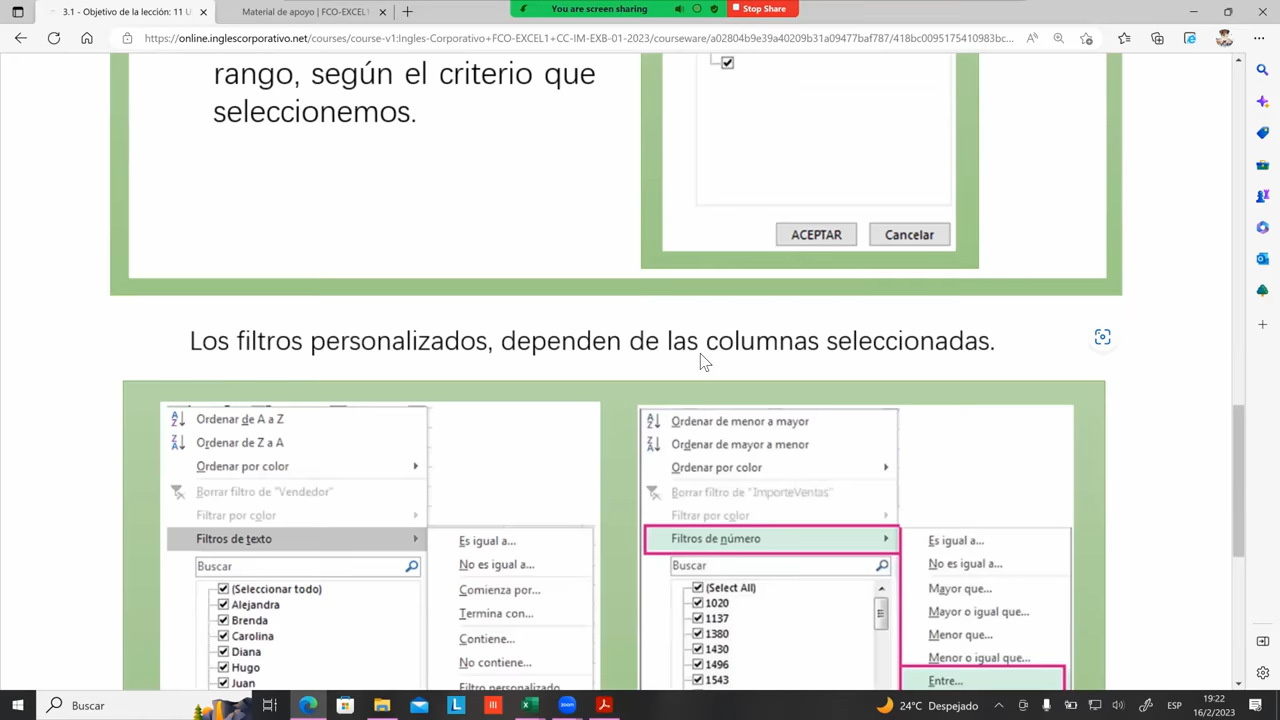 3.1 - Objetivo de la lección: 11 U
Material de apoyo | FCO-EXCEL1
You are screen sharing
Stop Share
https://online.inglescorporativo.net/courses/course-v1:Ingles-Corporativo+FCO-EXCEL1+CC-IM-EXB-01-2023/courseware/a02804b9e39a40209b31a09477baf787/418bc0095175410983bc...
rango, según el criterio que
seleccionemos.
ACEPTAR
Cancelar
Los filtros personalizados, dependen de las columnas seleccionadas.
Ordenar de A a Z
Ordenar de Z a A
Ordenar por color
Borrar filtro de "Vendedor"
Filtrar por color
Filtros de texto
Buscar
(Seleccionar todo)
Alejandra
Brenda
Carolina
Diana
Hugo
Juan
Es igual a...
No es igual a...
Comienza por...
Termina con...
Contiene...
No contiene...
Filtro personalizado
Ordenar de menor a mayor
Ordenar de mayor a menor
Ordenar por color
Borrar filtro de "ImporteVentas"
Filtrar por color
Filtros de número
Buscar
(Select All)
1020
1137
1380
1430
1496
1543
Es igual a...
No es igual a...
Mayor que...
Mayor o igual que...
Menor que...
Menor o igual que...
Entre...
Buscar
24°C Despejado
ESP
19:22
16/2/2023